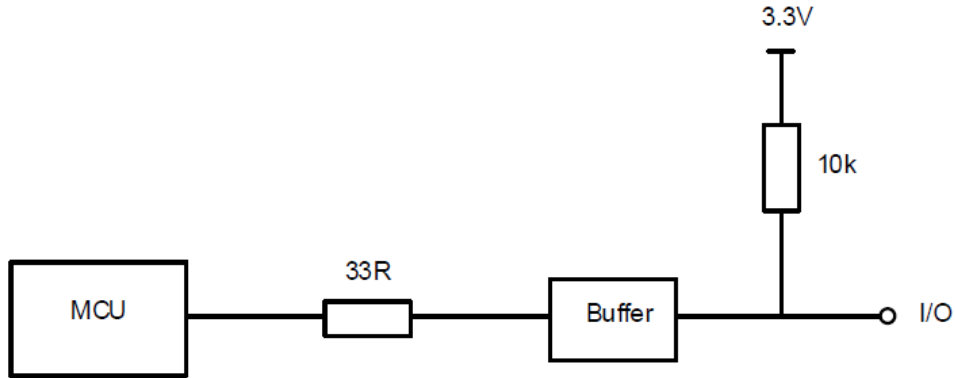 3.3V
10k
33R
MCU
Buffer
I/O